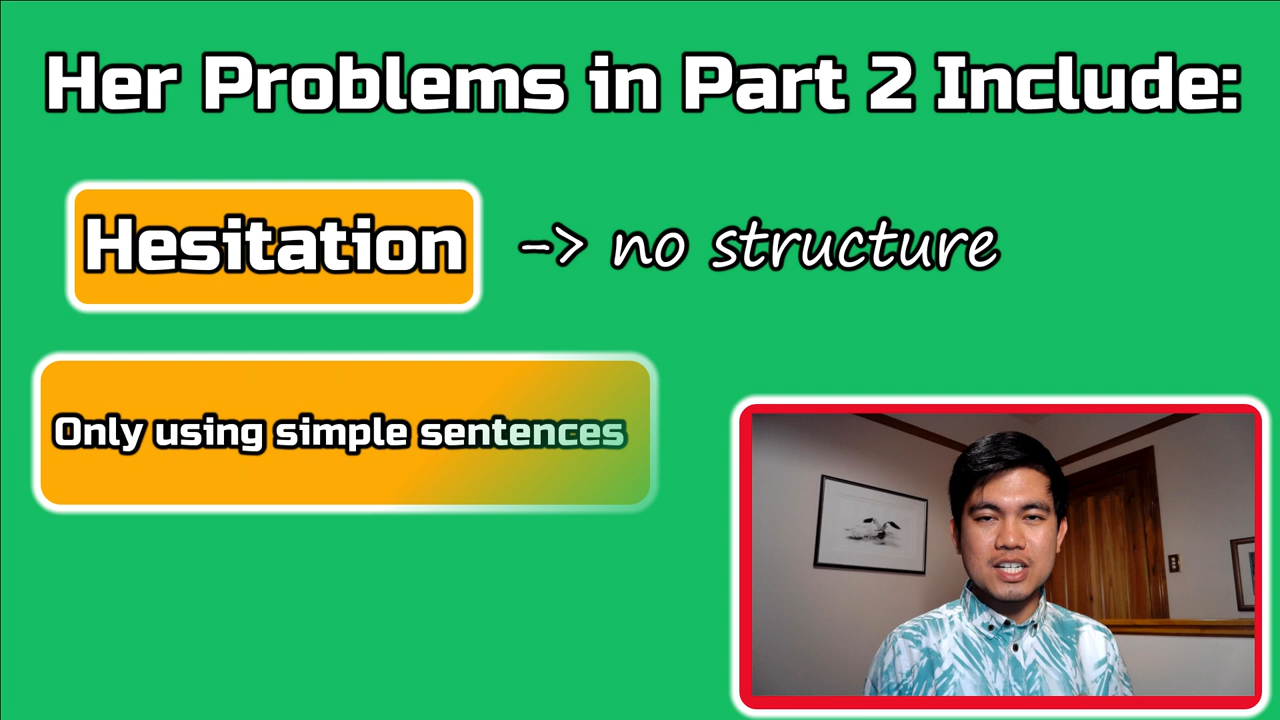 Her Problems in Part 2 Include:
Hesitation -> no structure
Only using simple sentences